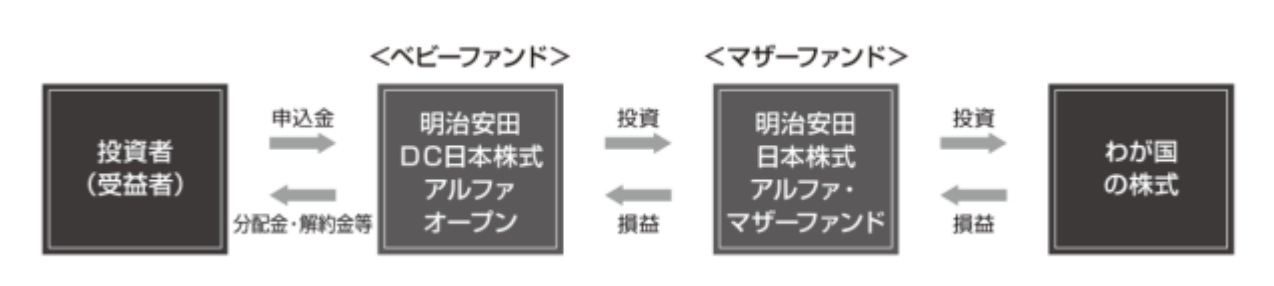 ＜ベビーファンド＞
＜マザーファンド＞
投資者
（受益者）
申込金
分配金・解約金等
明治安田
DC日本株式
アルファ
オープン
投資
損益
明治安田
日本株式
アルファ・
マザーファンド
投資
損益
わが国
の株式